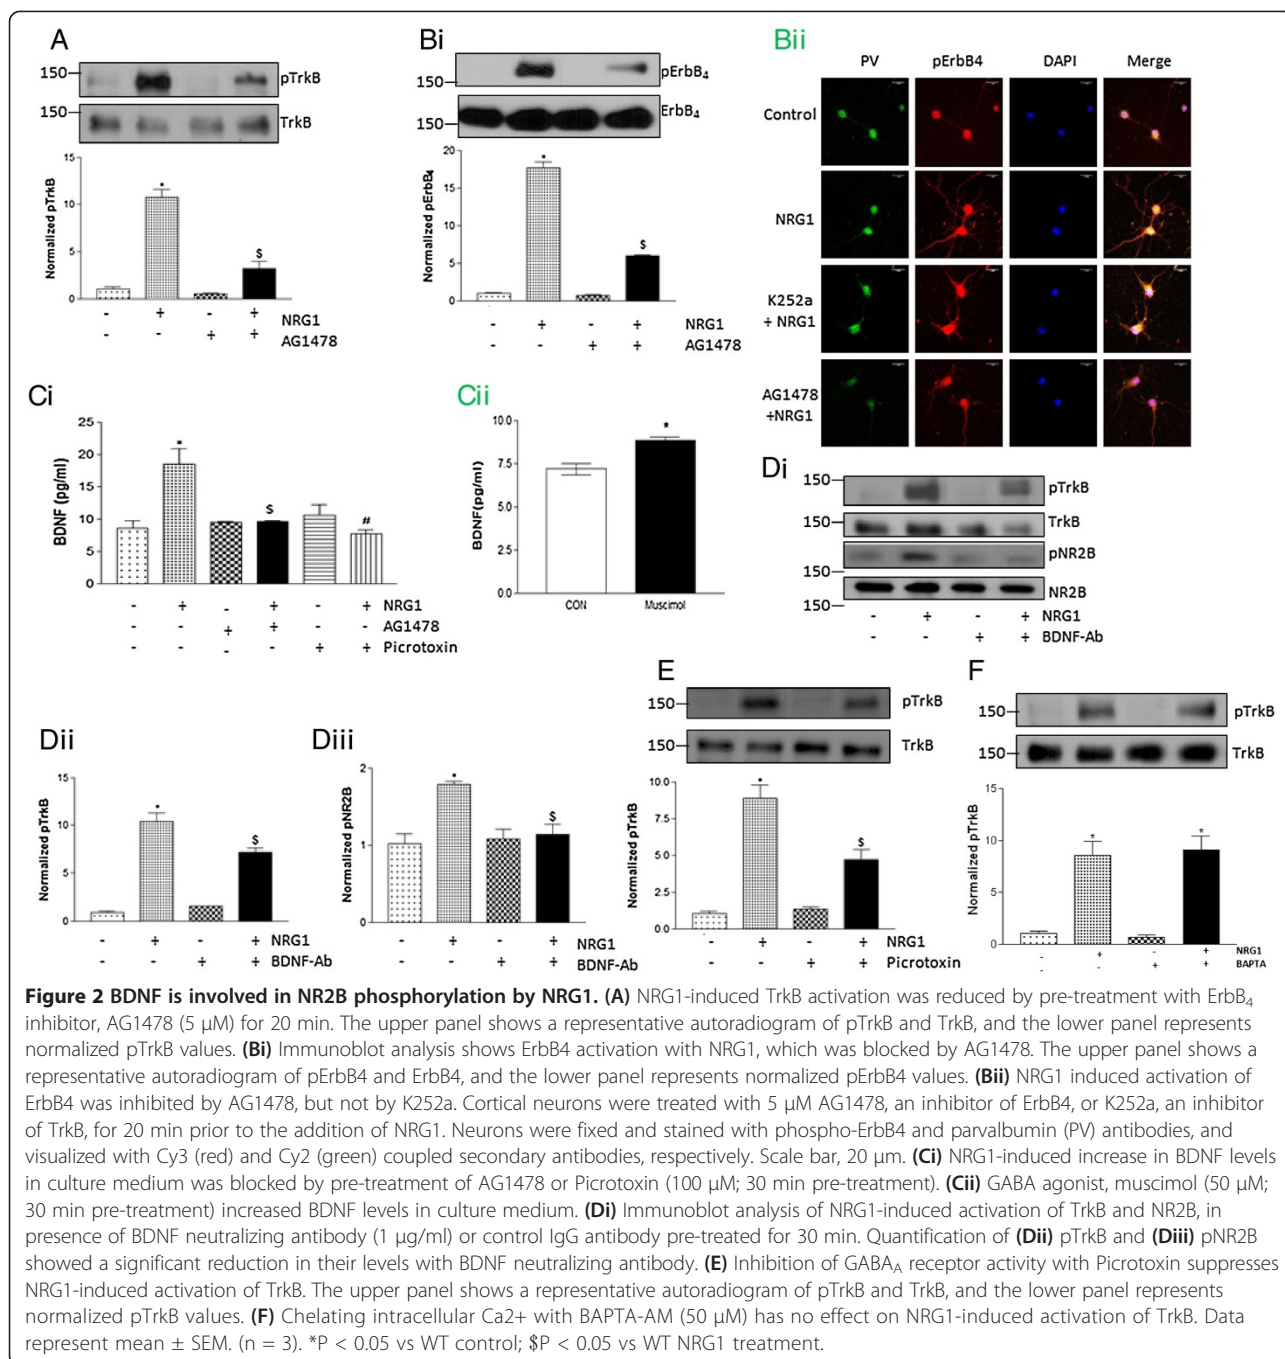 A
150
pTrkB
TrkB
Normalized pTrkB
15
10
5
0
*
$
- + - + NRG1
- - + + AG1478
Bi
150
pErbB4
150
ErbB4
Normalized pErbB4
20
15
10
5
0
*
$
- + - + NRG1
- - + + AG1478
Bii
PV pErbB4 DAPI Merge
Control
NRG1
K252a
+ NRG1
AG1478
+NRG1
Ci
BDNF (pg/ml)
25
20
15
10
5
0
*
$
#
- + - + - + NRG1
- - + + - - AG1478
- - - - + + Picrotoxin
Cii
BDNF(pg/ml)
10.0
7.5
5.0
2.5
0.0
*
CON Muscimol
Di
150
pTrkB
150
TrkB
pNR2B
150
NR2B
150
- + - + NRG1
- - + + BDNF-Ab
Dii
Normalized pTrkB
15
10
5
0
*
$
- + - + NRG1
- - + + BDNF-Ab
Diii
Normalized pNR2B
2
1
0
*
$
- + - + NRG1
- - + + BDNF-Ab
E
150
pTrkB
150
TrkB
Normalized pTrkB
10.0
7.5
5.0
2.5
0.0
*
$
- + - + NRG1
- - + + Picrotoxin
F
150
pTrkB
150
TrkB
Normalized pTrkB
15
10
5
0
*
*
- + - + NRG1
- - + + BAPTA
Figure 2 BDNF is involved in NR2B phosphorylation by NRG1. (A) NRG1-induced TrkB activation was reduced by pre-treatment with ErbB4
inhibitor, AG1478 (5 μM) for 20 min. The upper panel shows a representative autoradiogram of pTrkB and TrkB, and the lower panel represents
normalized pTrkB values. (Bi) Immunoblot analysis shows ErbB4 activation with NRG1, which was blocked by AG1478. The upper panel shows a
representative autoradiogram of pErbB4 and ErbB4, and the lower panel represents normalized pErbB4 values. (Bii) NRG1 induced activation of
ErbB4 was inhibited by AG1478, but not by K252a. Cortical neurons were treated with 5 μM AG1478, an inhibitor of ErbB4, or K252a, an inhibitor
of TrkB, for 20 min prior to the addition of NRG1. Neurons were fixed and stained with phospho-ErbB4 and parvalbumin (PV) antibodies, and
visualized with Cy3 (red) and Cy2 (green) coupled secondary antibodies, respectively. Scale bar, 20 μm. (Ci) NRG1-induced increase in BDNF levels
in culture medium was blocked by pre-treatment of AG1478 or Picrotoxin (100 μM; 30 min pre-treatment). (Cii) GABA agonist, muscimol (50 μM;
30 min pre-treatment) increased BDNF levels in culture medium. (Di) Immunoblot analysis of NRG1-induced activation of TrkB and NR2B, in
presence of BDNF neutralizing antibody (1 μg/ml) or control IgG antibody pre-treated for 30 min. Quantification of (Dii) pTrkB and (Diii) pNR2B
showed a significant reduction in their levels with BDNF neutralizing antibody. (E) Inhibition of GABAA receptor activity with Picrotoxin suppresses
NRG1-induced activation of TrkB. The upper panel shows a representative autoradiogram of pTrkB and TrkB, and the lower panel represents
normalized pTrkB values. (F) Chelating intracellular Ca2+ with BAPTA-AM (50 μM) has no effect on NRG1-induced activation of TrkB. Data
represent mean ± SEM. (n = 3). *P < 0.05 vs WT control; $P < 0.05 vs WT NRG1 treatment.